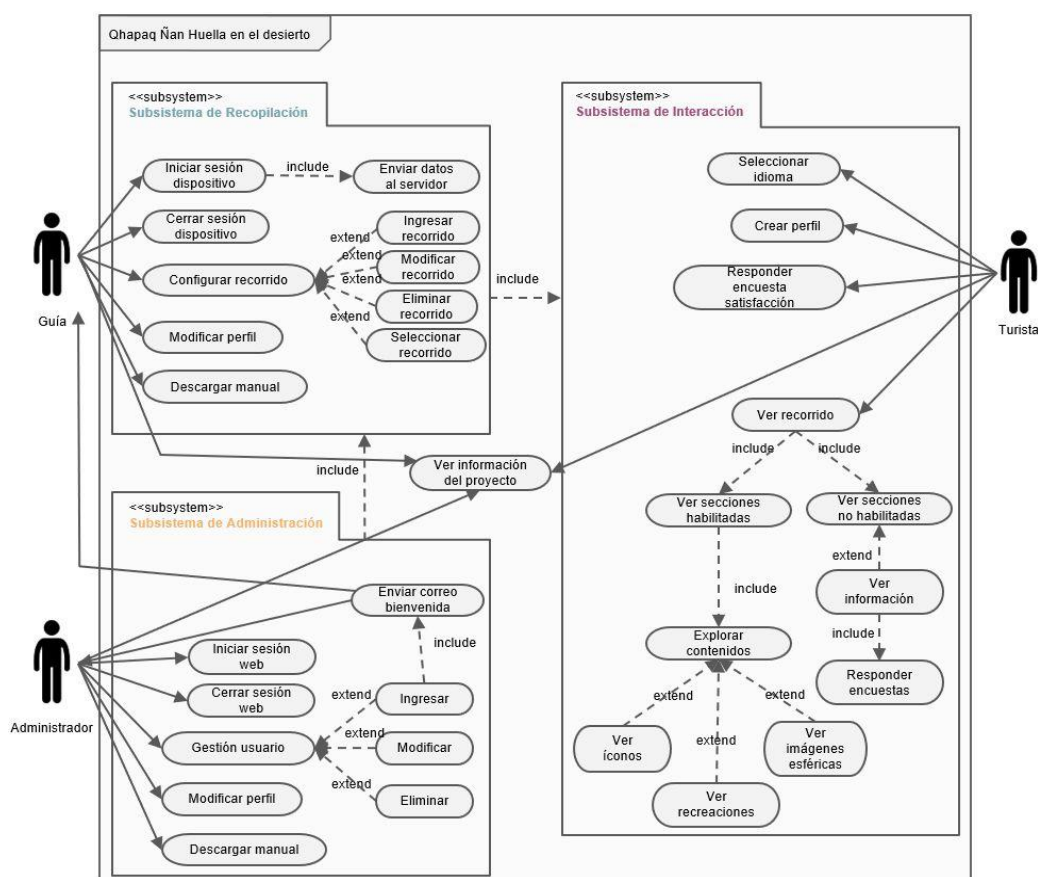 Qhapaq Ñan Huella en el desierto
<<subsystem>>
Subsistema de Recopilación
Iniciar sesión
dispositivo
include
Enviar datos
al servidor
Cerrar sesión
dispositivo
Configurar recorrido
extend
extend
extend
extend
Ingresar
recorrido
Modificar
recorrido
Eliminar
recorrido
Seleccionar
recorrido
Modificar perfil
Descargar manual
Guía
include
<<subsystem>>
Subsistema de Interacción
Seleccionar
idioma
Crear perfil
Responder
encuesta
satisfacción
Turista
Ver recorrido
include
include
Ver secciones
habilitadas
Ver secciones
no habilitadas
include
extend
Ver
información
include
Responder
encuestas
Explorar
contenidos
extend
extend
extend
Ver
íconos
Ver
recreaciones
Ver
imágenes
esféricas
include
Ver información
del proyecto
<<subsystem>>
Subsistema de Administración
Enviar correo
bienvenida
include
Iniciar sesión
web
Cerrar sesión
web
Gestión usuario
extend
extend
extend
Ingresar
Modificar
Eliminar
Modificar perfil
Descargar manual
Administrador